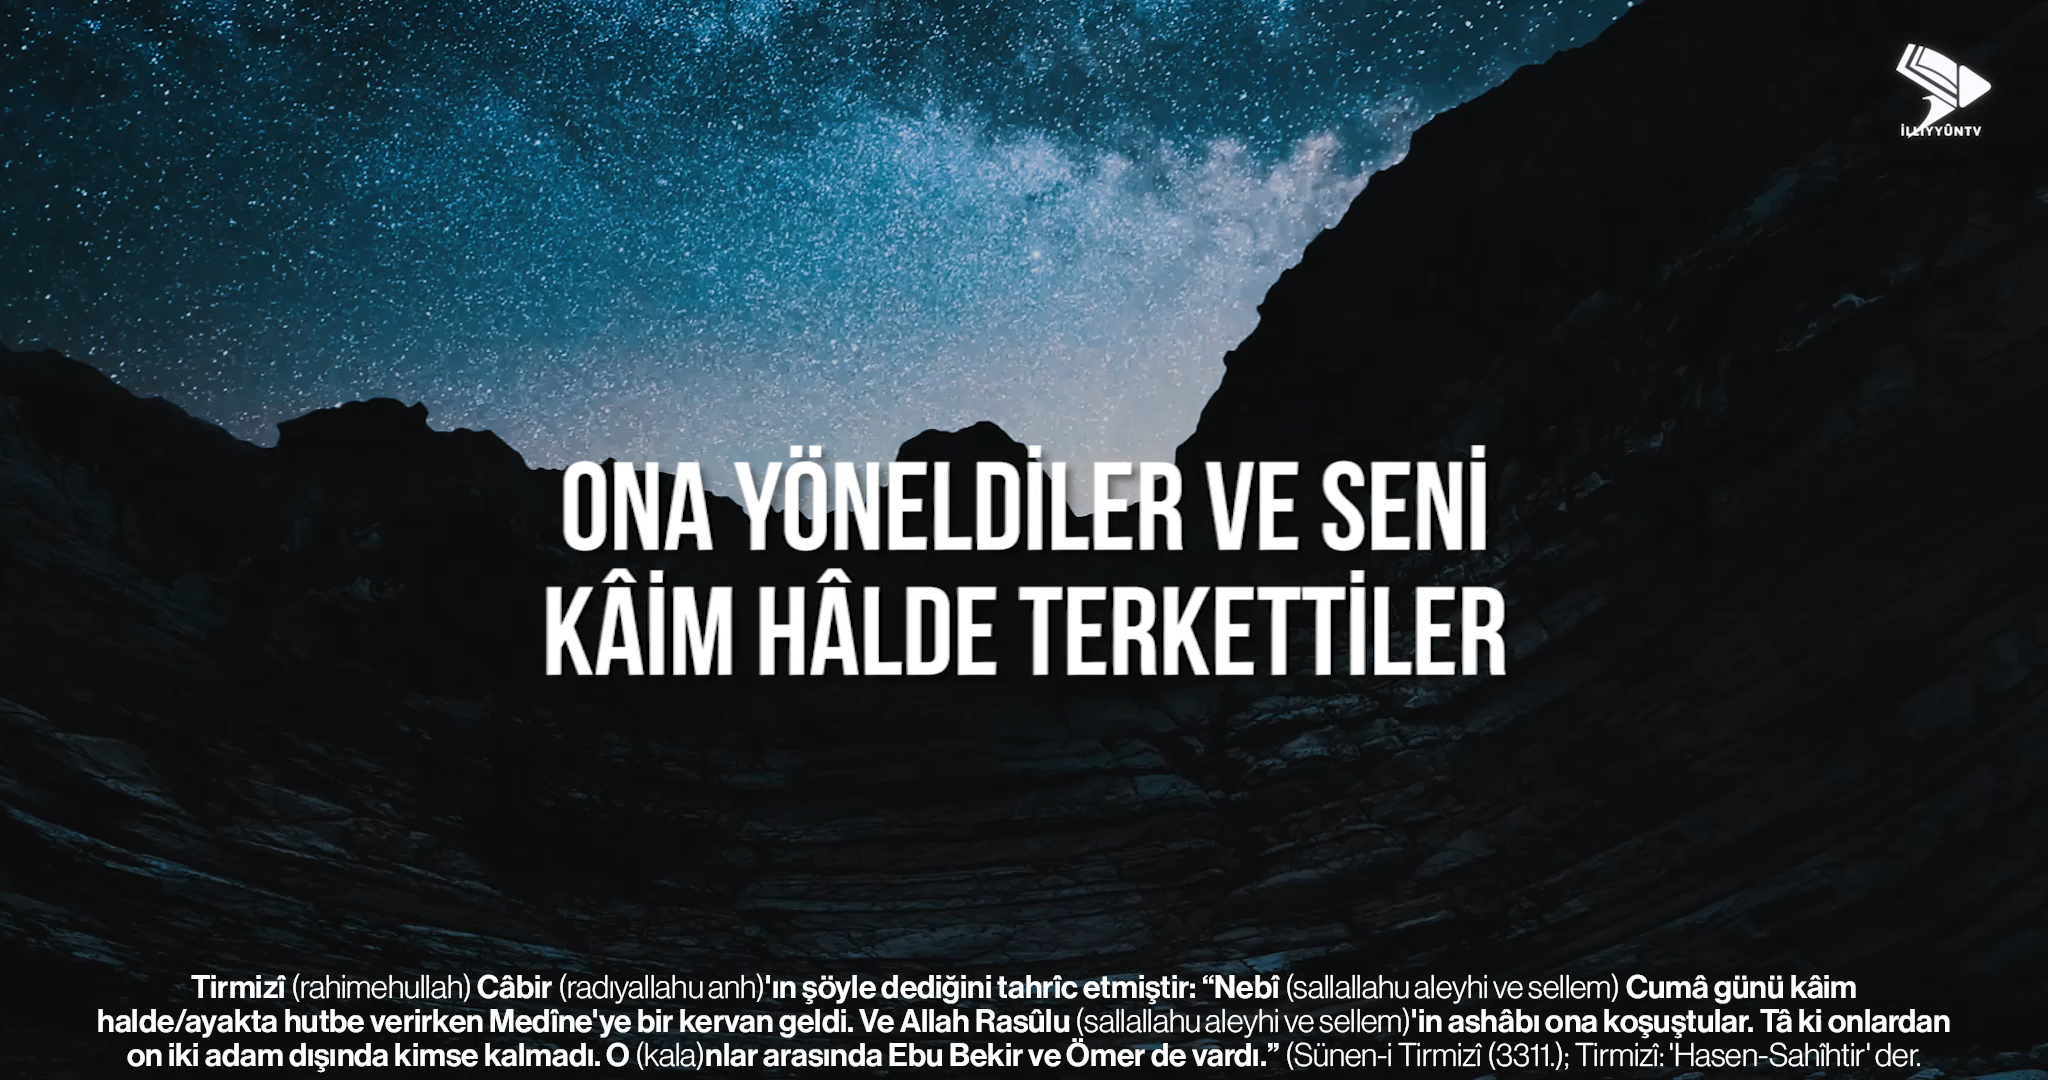 İLLİYYÛNTV
ONA YÖNELDİLER VE SENİ
KÂİM HÂLDE TERKETTİLER
Tirmizî (rahimehullah) Câbir (radıyallahu anh)'ın şöyle dediğini tahrîc etmiştir: “Nebî (sallallahu aleyhi ve sellem) Cumâ günü kâim
halde/ayakta hutbe verirken Medîne'ye bir kervan geldi. Ve Allah Rasûlu (sallallahu aleyhi ve sellem)'in ashâbı ona koşuştular. Tâ ki onlardan
on iki adam dışında kimse kalmadı. O (kala)nlar arasında Ebu Bekir ve Ömer de vardı.” (Sünen-i Tirmizî (3311.); Tirmizî: 'Hasen-Sahîhtir' der.